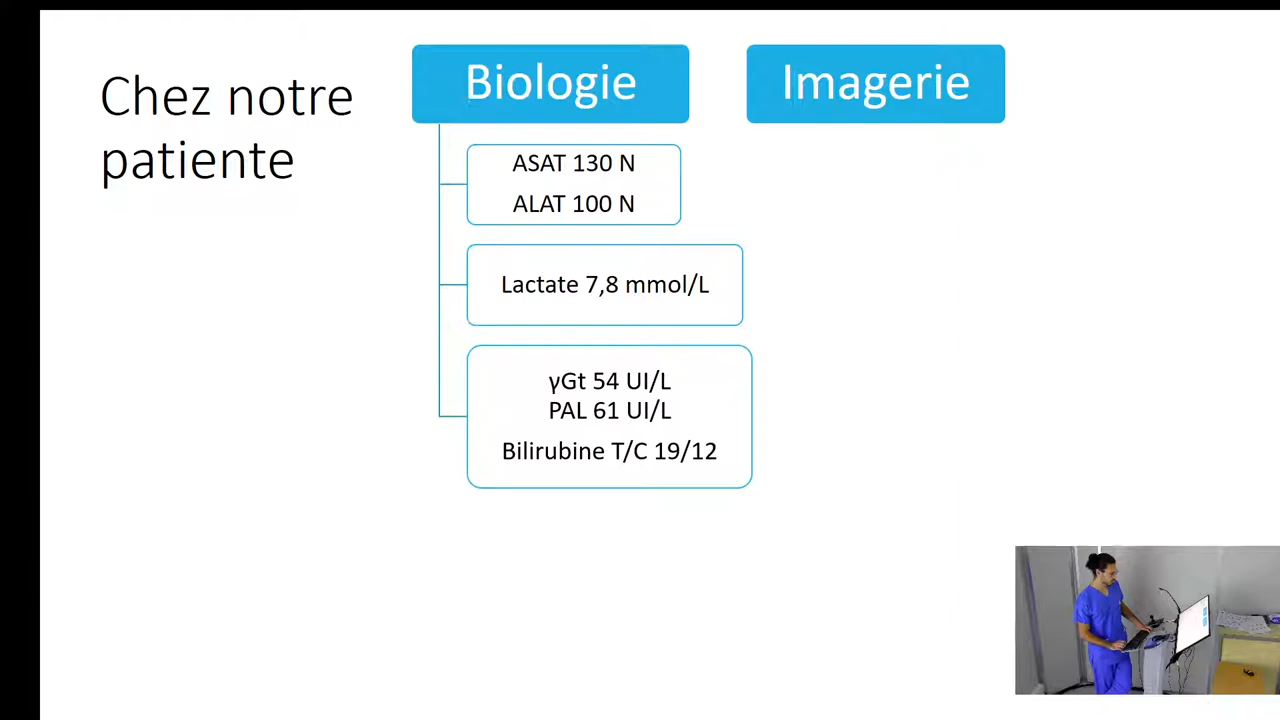 Chez notre
patiente
Biologie
ASAT 130 N
ALAT 100 N
Lactate 7,8 mmol/L
γGt 54 UI/L
PAL 61 UI/L
Bilirubine T/C 19/12
Imagerie